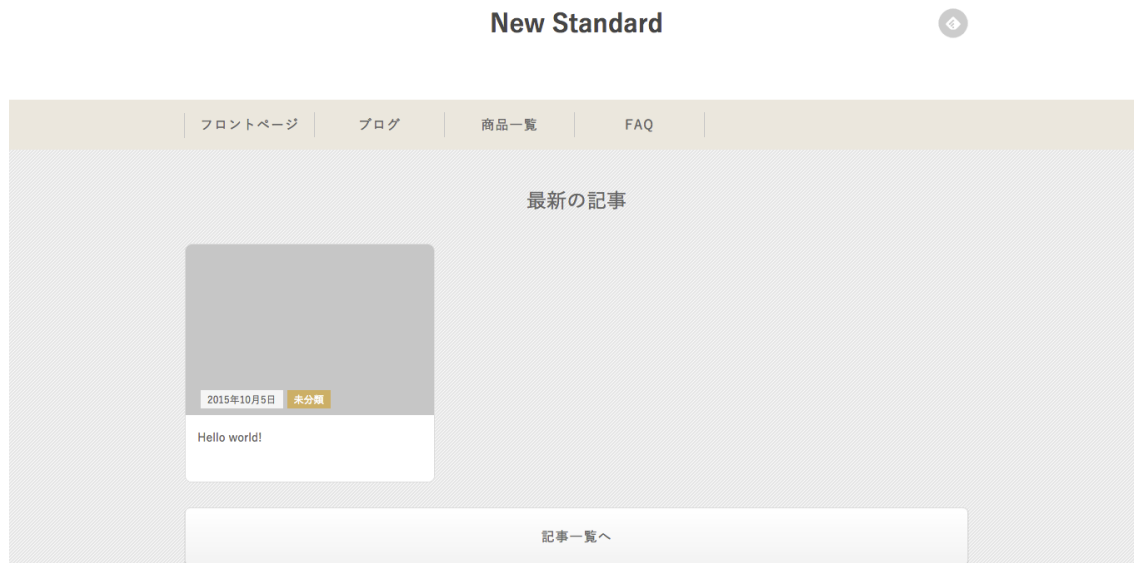 New Standard
フロントページ ブログ 商品一覧 FAQ
最新の記事
2015年10月5日 未分類
Hello world!
記事一覧へ